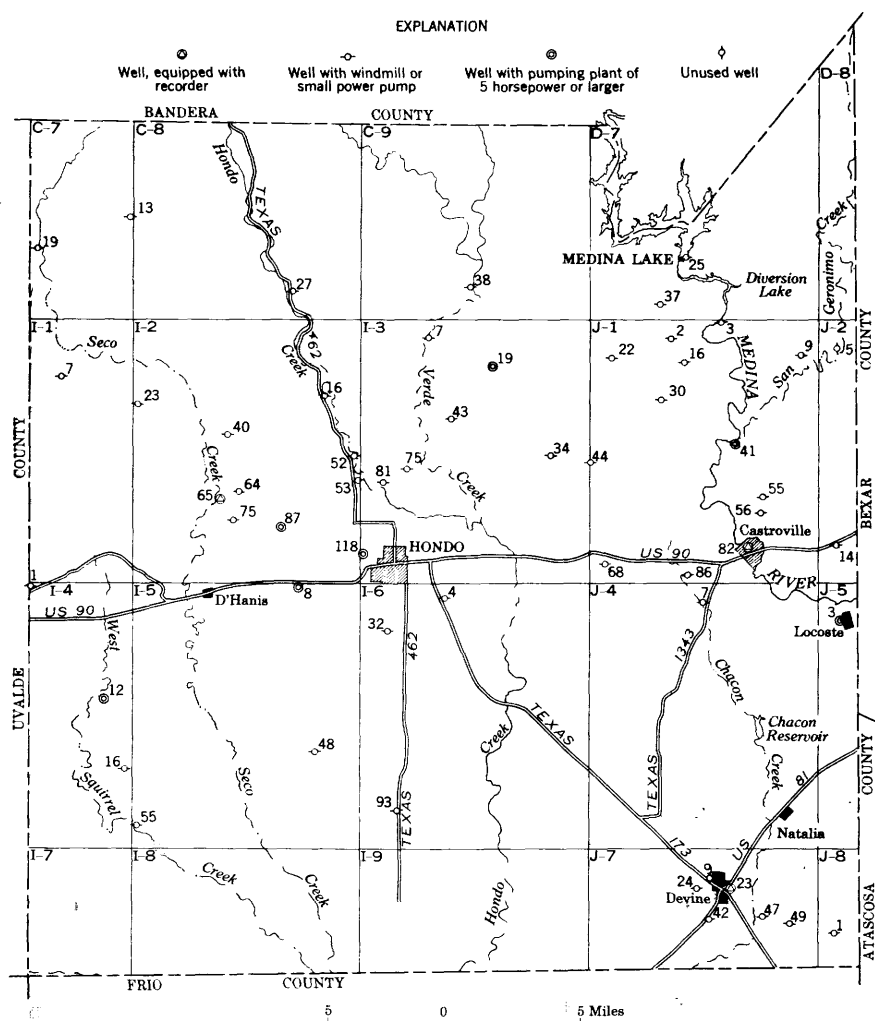 EXPLANATION
Well, equipped with
recorder
Well with windmill or
small power pump
Well with pumping plant of
5 horsepower or larger
Unused well
D-8
BANDERA COUNTY
C-7
C-8
C-9
D-7
Hondo
TEXAS
13
19
27
38
MEDINA LAKE
25
Diversion
Lake
37
Creek
Geronimo
COUNTY
I-1
I-2
I-3
J-1
J-2
Seco
462
7
2
3
MEDINA
9
5
7
Creek
19
22
16
San
23
16
Verde
30
COUNTY
40
43
41
Creek
52
75
34
44
65
64
53
81
Creek
55
BEXAR
75
87
56
118
HONDO
US 90
82
Castroville
14
1
68
86
RIVER
I-4
I-5
I-6
J-4
J-5
US 90
D'Hanis
8
4
7
3
Locoste
West
32
462
1343
UVALDE
12
Chacon
Chacon
Reservoir
TEXAS
Creek
48
16
Creek
81
COUNTY
Squirrel
Seco
TEXAS
Natalia
55
93
TEXAS
173
US
I-7
I-8
I-9
J-7
J-8
Creek
Creek
Hondo
9
24
23
Devine
42
47
49
1
ATASCOSA
FRIO COUNTY
5 0 5 Miles